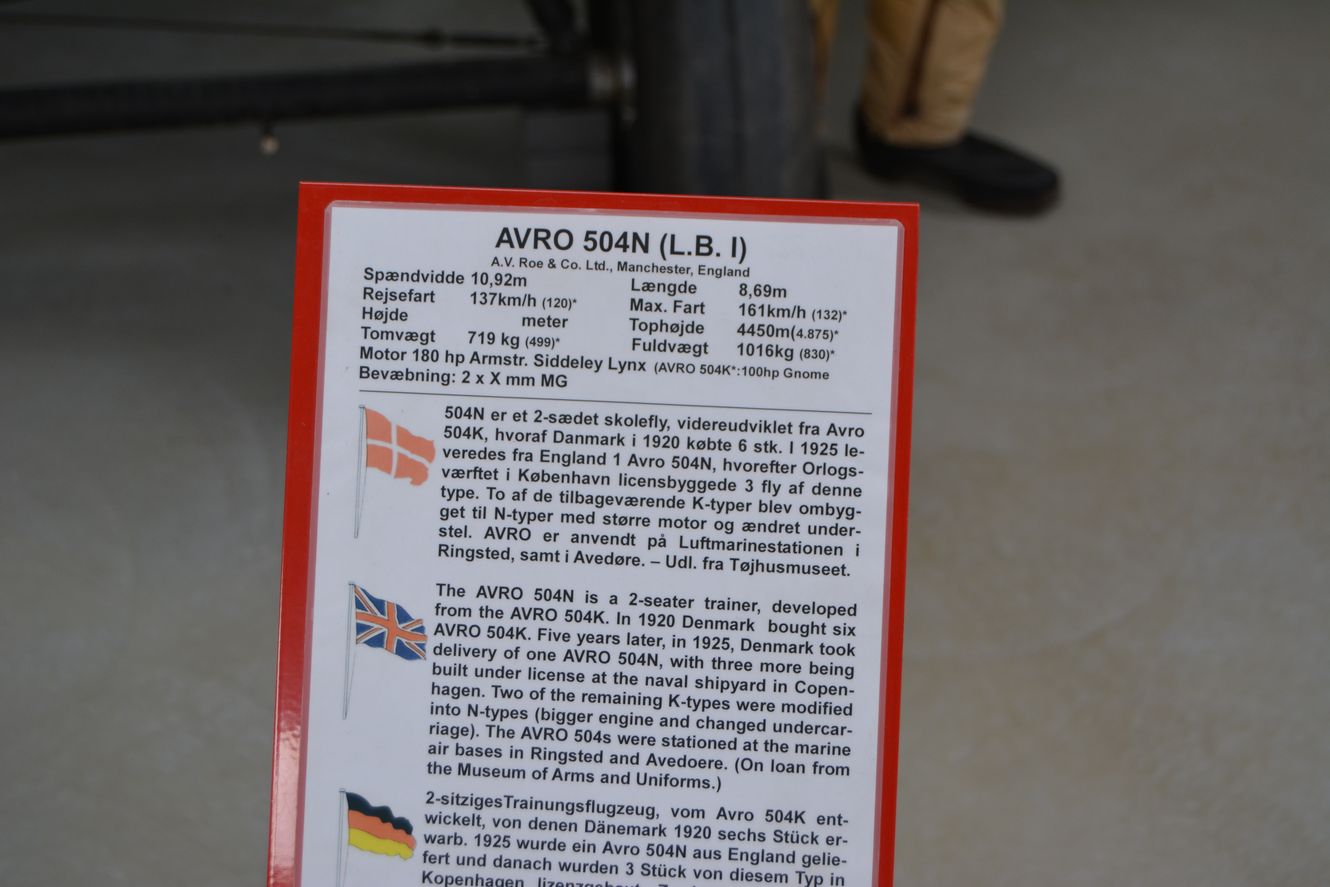 AVRO 504N (L.B. I)
A.V. Roe & Co. Ltd., Manchester, England
Spændvidde 10,92m Længde 8,69m
Rejsefart 137km/h (120)* Max. Fart 161km/h (132)*
Højde meter Tophøjde 4450m(4.875)*
Tomvægt 719 kg (499)* Fuldvægt 1016kg (830)*
Motor 180 hp Armstr. Siddeley Lynx (AVRO 504K*:100hp Gnome
Bevæbning: 2 x X mm MG
504N er et 2-sædet skolefly, videreudviklet fra Avro
504K, hvoraf Danmark i 1920 købte 6 stk. I 1925 le-
veredes fra England 1 Avro 504N, hvorefter Orlogs-
værftet i København licensbyggede 3 fly af denne
type. To af de tilbageværende K-typer blev ombyg-
get til N-typer med større motor og ændret under-
stel. AVRO er anvendt på Luftmarinestationen i
Ringsted, samt i Avedøre. – Udl. fra Tøjhusmuseet.
The AVRO 504N is a 2-seater trainer, developed
from the AVRO 504K. In 1920 Denmark bought six
AVRO 504K. Five years later, in 1925, Denmark took
delivery of one AVRO 504N, with three more being
built under license at the naval shipyard in Copen-
hagen. Two of the remaining K-types were modified
into N-types (bigger engine and changed undercar-
riage). The AVRO 504s were stationed at the marine
air bases in Ringsted and Avedoere. (On loan from
the Museum of Arms and Uniforms.)
2-sitzigesTrainingsflugzeug, vom Avro 504K ent-
wickelt, von denen Dänemark 1920 sechs Stück er-
warb. 1925 wurde ein Avro 504N aus England gelie-
fert und danach wurden 3 Stück von diesem Typ in
Kopenhagen lizenzgebaut.